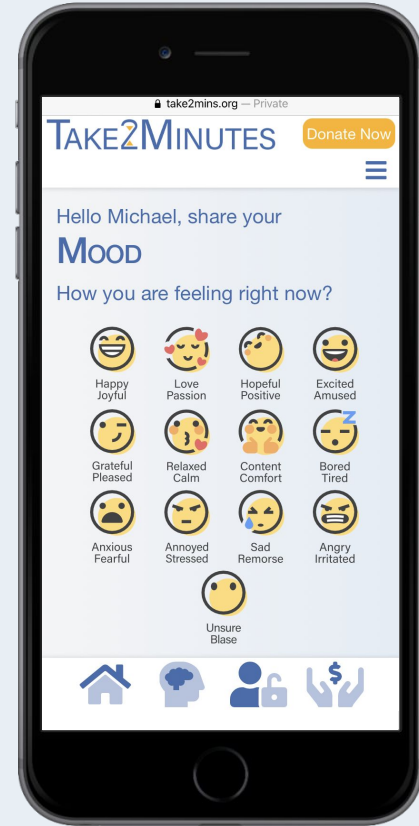 take2mins.org — Private
TAKE2MINUTES
Donate Now
Hello Michael, share your
MOOD
How you are feeling right now?
Happy
Joyful
Love
Passion
Hopeful
Positive
Excited
Amused
Grateful
Pleased
Relaxed
Calm
Content
Comfort
Bored
Tired
Z
Anxious
Fearful
Annoyed
Stressed
Sad
Remorse
Angry
Irritated
Unsure
Blase
$